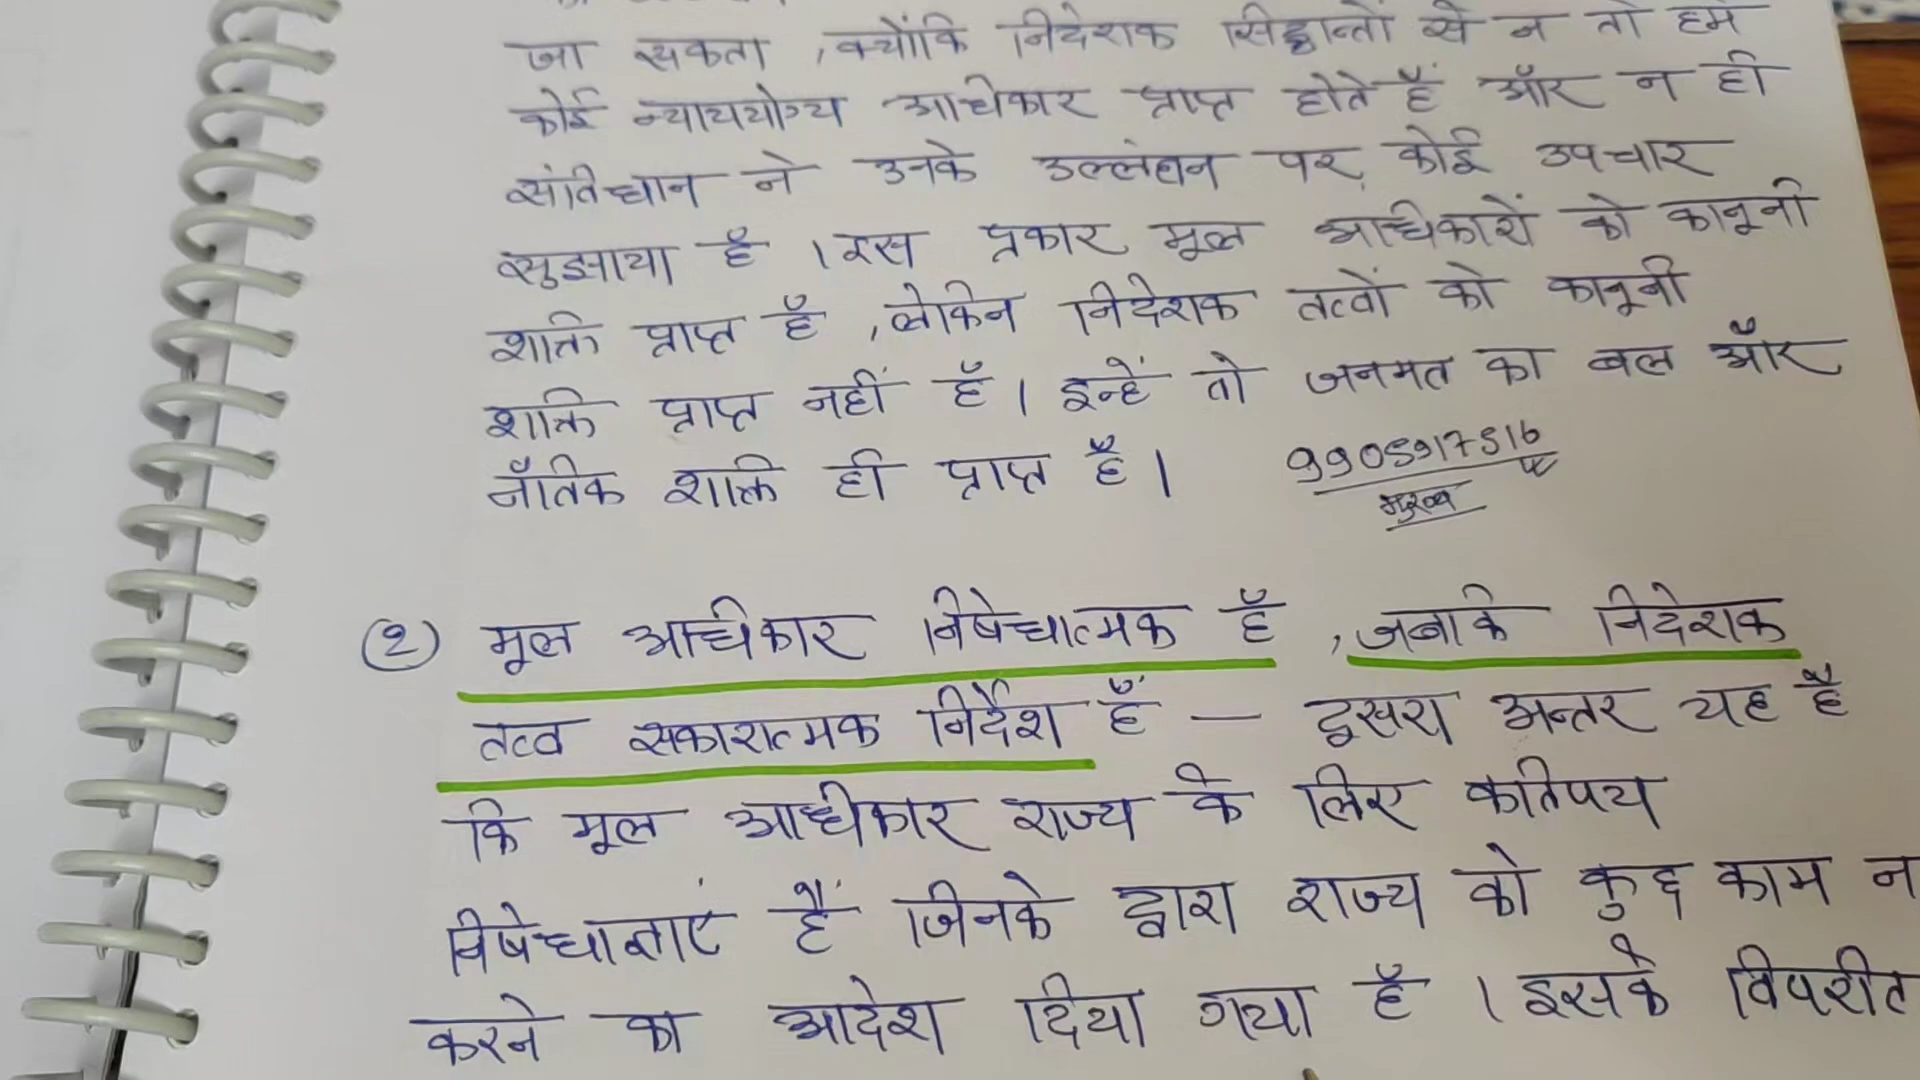 जा सकता, क्योंकि निदेशक सिद्धान्तों से न तो हमें
कोई न्याययोग्य अधिकार प्राप्त होते हैं और न ही
संविधान ने उनके उल्लंघन पर कोई उपचार
सुझाया है। इस प्रकार मूल अधिकारों को कानूनी
शक्ति प्राप्त है, लेकिन निदेशक तत्वों को कानूनी
शक्ति प्राप्त नहीं है। इन्हें तो जनमत का बल और
नैतिक शक्ति ही प्राप्त है।
9905917516
(2) मूल अधिकार निषेधात्मक है, जबकि निदेशक
तत्व सकारात्मक निर्देश हैं — दूसरा अन्तर यह है
कि मूल अधिकार राज्य के लिए कतिपय
निषेधाज्ञाएं हैं जिनके द्वारा राज्य को कुछ काम न
करने का आदेश दिया गया है। इसके विपरीत